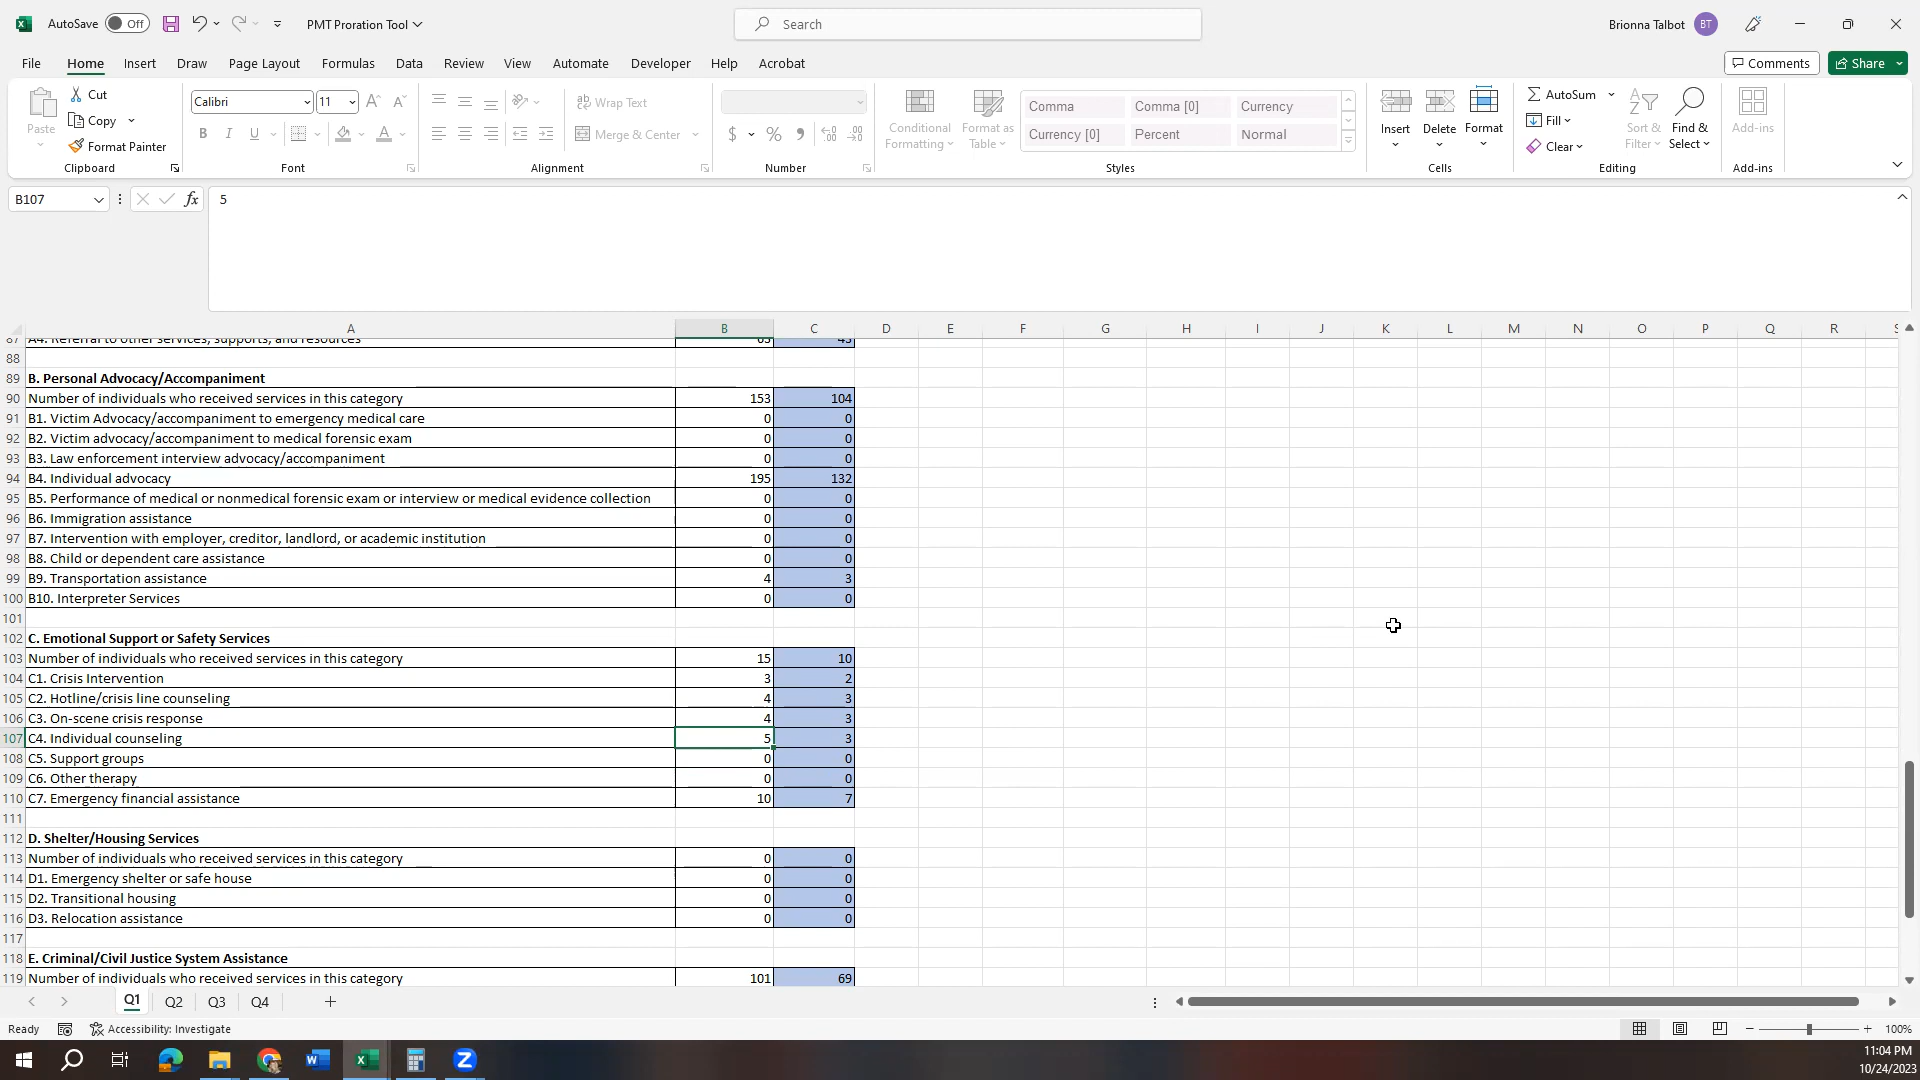 AutoSave Off PMT Proration Tool Search Brionna Talbot BT
File Home Insert Draw Page Layout Formulas Data Review View Automate Developer Help Acrobat Comments Share
Paste Cut Copy Format Painter Clipboard
Calibri 11 B I U A Font
Wrap Text Merge & Center Alignment
$ % Number
Conditional Formatting Format as Table
Comma Comma [0] Currency
Currency [0] Percent Normal
Styles
Insert Delete Format Cells
AutoSum Fill Clear Sort & Filter Find & Select Editing
Add-ins Add-ins
B107 fx 5
A B C D E F G H I J K L M N O P Q R S
87 A4. Referral to other services, supports, and resources 63 43
88
89 B. Personal Advocacy/Accompaniment
90 Number of individuals who received services in this category 153 104
91 B1. Victim Advocacy/accompaniment to emergency medical care 0 0
92 B2. Victim advocacy/accompaniment to medical forensic exam 0 0
93 B3. Law enforcement interview advocacy/accompaniment 0 0
94 B4. Individual advocacy 195 132
95 B5. Performance of medical or nonmedical forensic exam or interview or medical evidence collection 0 0
96 B6. Immigration assistance 0 0
97 B7. Intervention with employer, creditor, landlord, or academic institution 0 0
98 B8. Child or dependent care assistance 0 0
99 B9. Transportation assistance 4 3
100 B10. Interpreter Services 0 0
101
102 C. Emotional Support or Safety Services
103 Number of individuals who received services in this category 15 10
104 C1. Crisis Intervention 3 2
105 C2. Hotline/crisis line counseling 4 3
106 C3. On-scene crisis response 4 3
107 C4. Individual counseling 5 3
108 C5. Support groups 0 0
109 C6. Other therapy 0 0
110 C7. Emergency financial assistance 10 7
111
112 D. Shelter/Housing Services
113 Number of individuals who received services in this category 0 0
114 D1. Emergency shelter or safe house 0 0
115 D2. Transitional housing 0 0
116 D3. Relocation assistance 0 0
117
118 E. Criminal/Civil Justice System Assistance
119 Number of individuals who received services in this category 101 69
Q1 Q2 Q3 Q4
Ready Accessibility: Investigate 100%
11:04 PM
10/24/2023